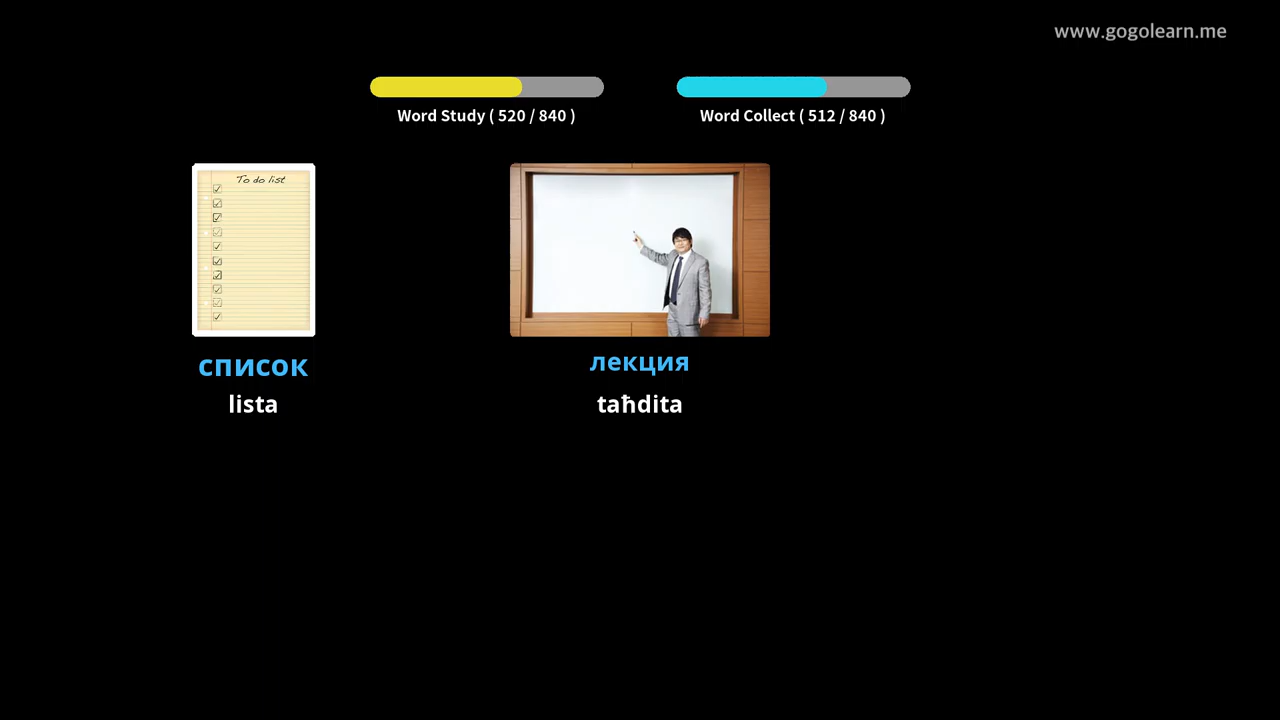 www.gogolearn.me
Word Study ( 520 / 840 )
Word Collect ( 512 / 840 )
To do list
список
lista
лекция
taħdita